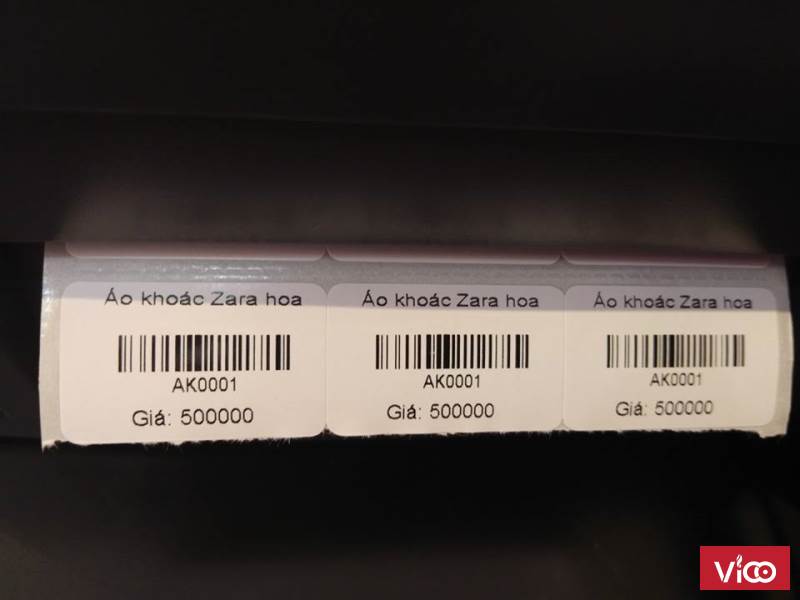 Áo khoác Zara hoa
AK0001
Giá: 500000
Áo khoác Zara hoa
AK0001
Giá: 500000
Áo khoác Zara hoa
AK0001
Giá: 500000
VICO